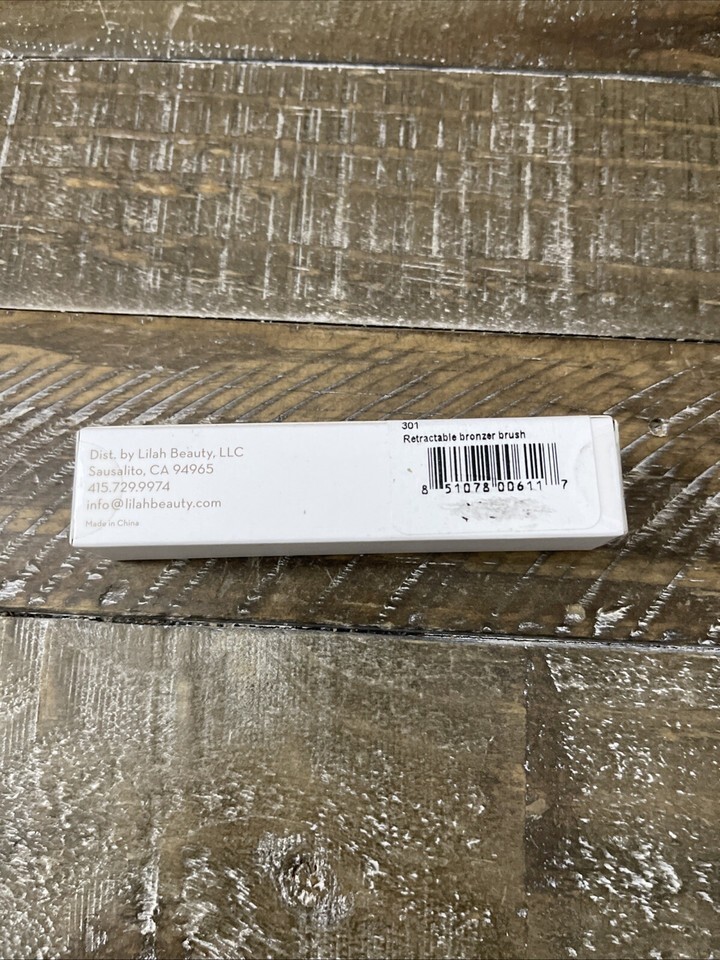 Dist. by Lilah Beauty, LLC
Sausalito, CA 94965
415.729.9974
info@lilahbeauty.com
Made in China
301
Retractable bronzer brush
8 51078 00611 7